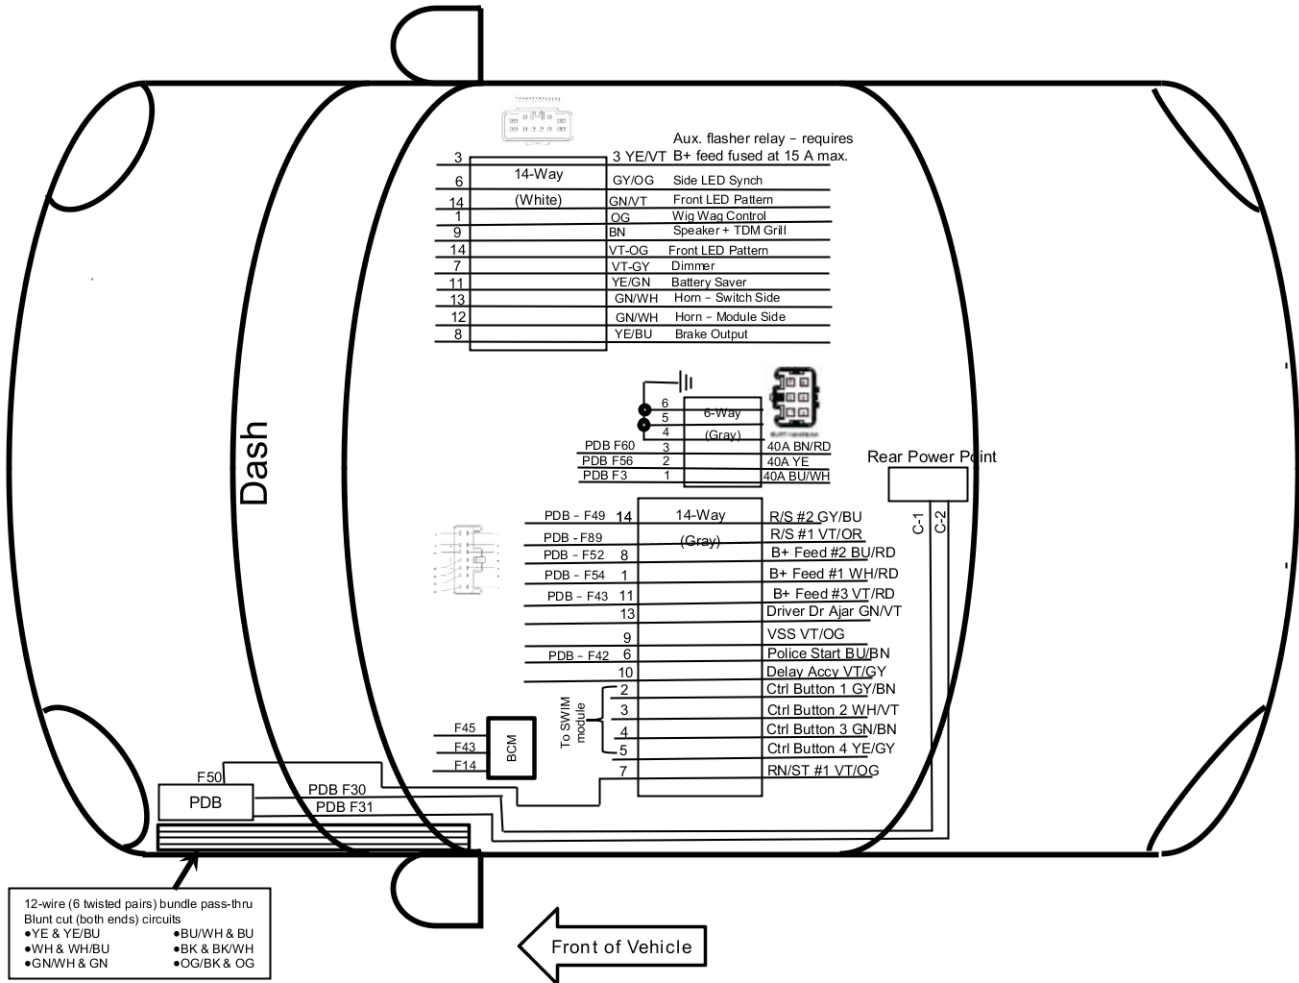 Aux. flasher relay – requires
3 3 YE/VT B+ feed fused at 15 A max.
14-Way
6 GY/OG Side LED Synch
(White)
14 GN/VT Front LED Pattern
1 OG Wig Wag Control
9 BN Speaker + TDM Grill
14 VT-OG Front LED Pattern
7 VT-GY Dimmer
11 YE/GN Battery Saver
13 GN/WH Horn – Switch Side
12 GN/WH Horn – Module Side
8 YE/BU Brake Output
6-Way
(Gray)
6
5
4
PDB F60 3 40A BN/RD
PDB F56 2 40A YE
PDB F3 1 40A BU/WH
Dash
Rear Power Point
C-1
C-2
14-Way
(Gray)
PDB – F49 14 R/S #2 GY/BU
PDB - F89 R/S #1 VT/OR
PDB – F52 8 B+ Feed #2 BU/RD
PDB – F54 1 B+ Feed #1 WH/RD
PDB – F43 11 B+ Feed #3 VT/RD
13 Driver Dr Ajar GN/VT
9 VSS VT/OG
PDB – F42 6 Police Start BU/BN
10 Delay Accy VT/GY
2 Ctrl Button 1 GY/BN
3 Ctrl Button 2 WH/VT
4 Ctrl Button 3 GN/BN
5 Ctrl Button 4 YE/GY
7 RN/ST #1 VT/OG
To SWIM
module
F45
F43
F14
BCM
F50
PDB
PDB F30
PDB F31
12-wire (6 twisted pairs) bundle pass-thru
Blunt cut (both ends) circuits
●YE & YE/BU ●BU/WH & BU
●WH & WH/BU ●BK & BK/WH
●GN/WH & GN ●OG/BK & OG
Front of Vehicle